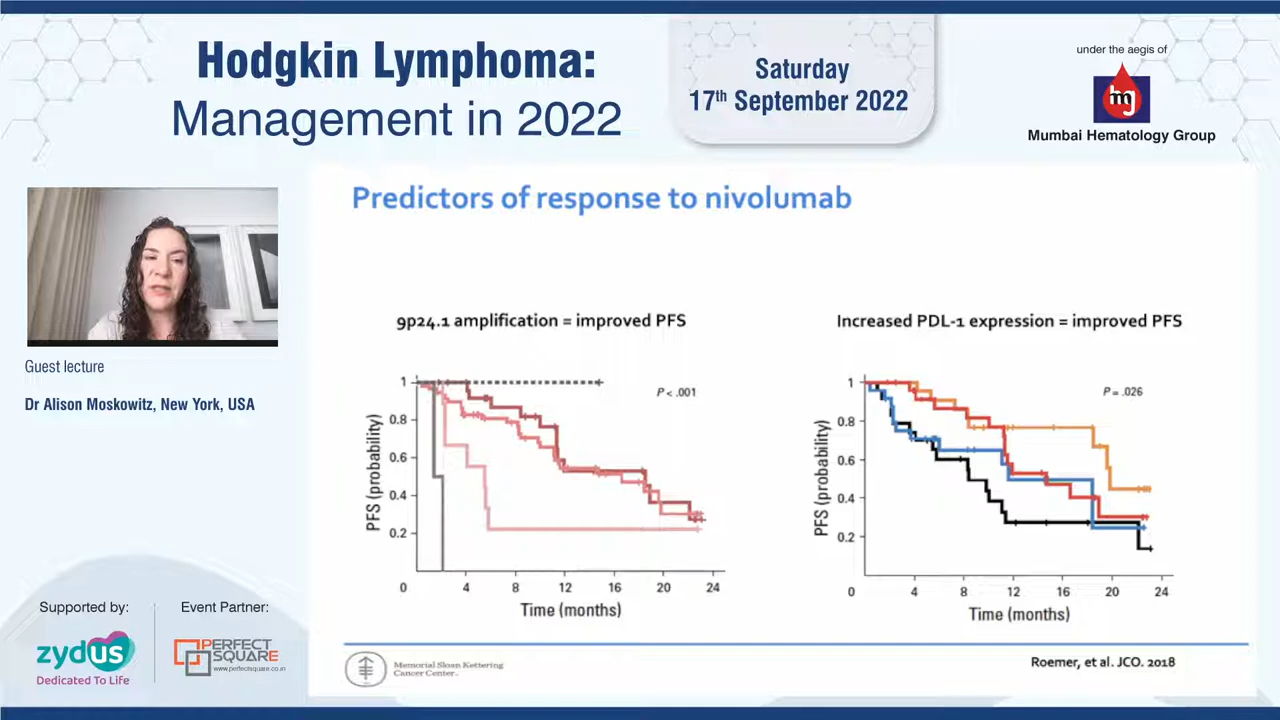 Hodgkin Lymphoma:
Management in 2022
Saturday
17th September 2022
under the aegis of
mg
Mumbai Hematology Group
Guest lecture
Dr Alison Moskowitz, New York, USA
Supported by:
zydus
Dedicated To Life
Event Partner:
PERFECT
SQUARE
www.perfectsquare.co.in
Predictors of response to nivolumab
9p24.1 amplification = improved PFS
P < .001
PFS (probability)
1
0.8
0.6
0.4
0.2
0 4 8 12 16 20 24
Time (months)
Increased PDL-1 expression = improved PFS
P = .026
PFS (probability)
1
0.8
0.6
0.4
0.2
0 4 8 12 16 20 24
Time (months)
Memorial Sloan Kettering
Cancer Center.
Roemer, et al. JCO. 2018